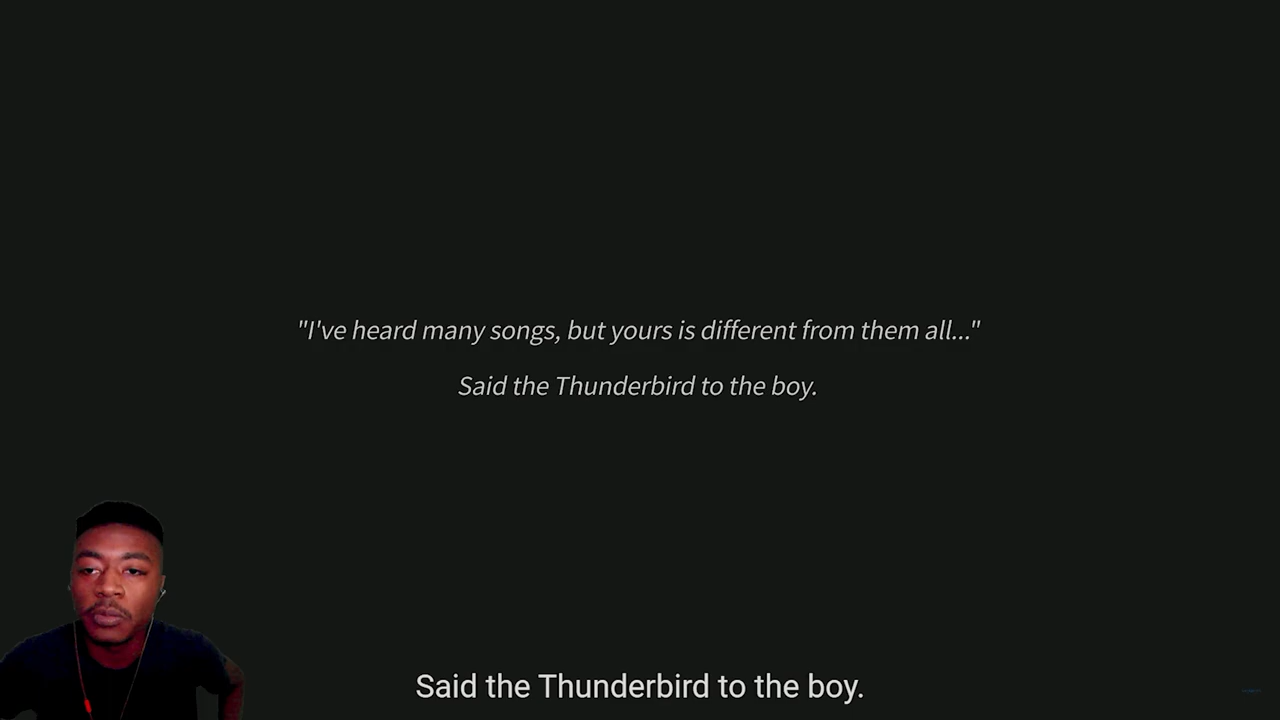 "I've heard many songs, but yours is different from them all..."
Said the Thunderbird to the boy.
Said the Thunderbird to the boy.